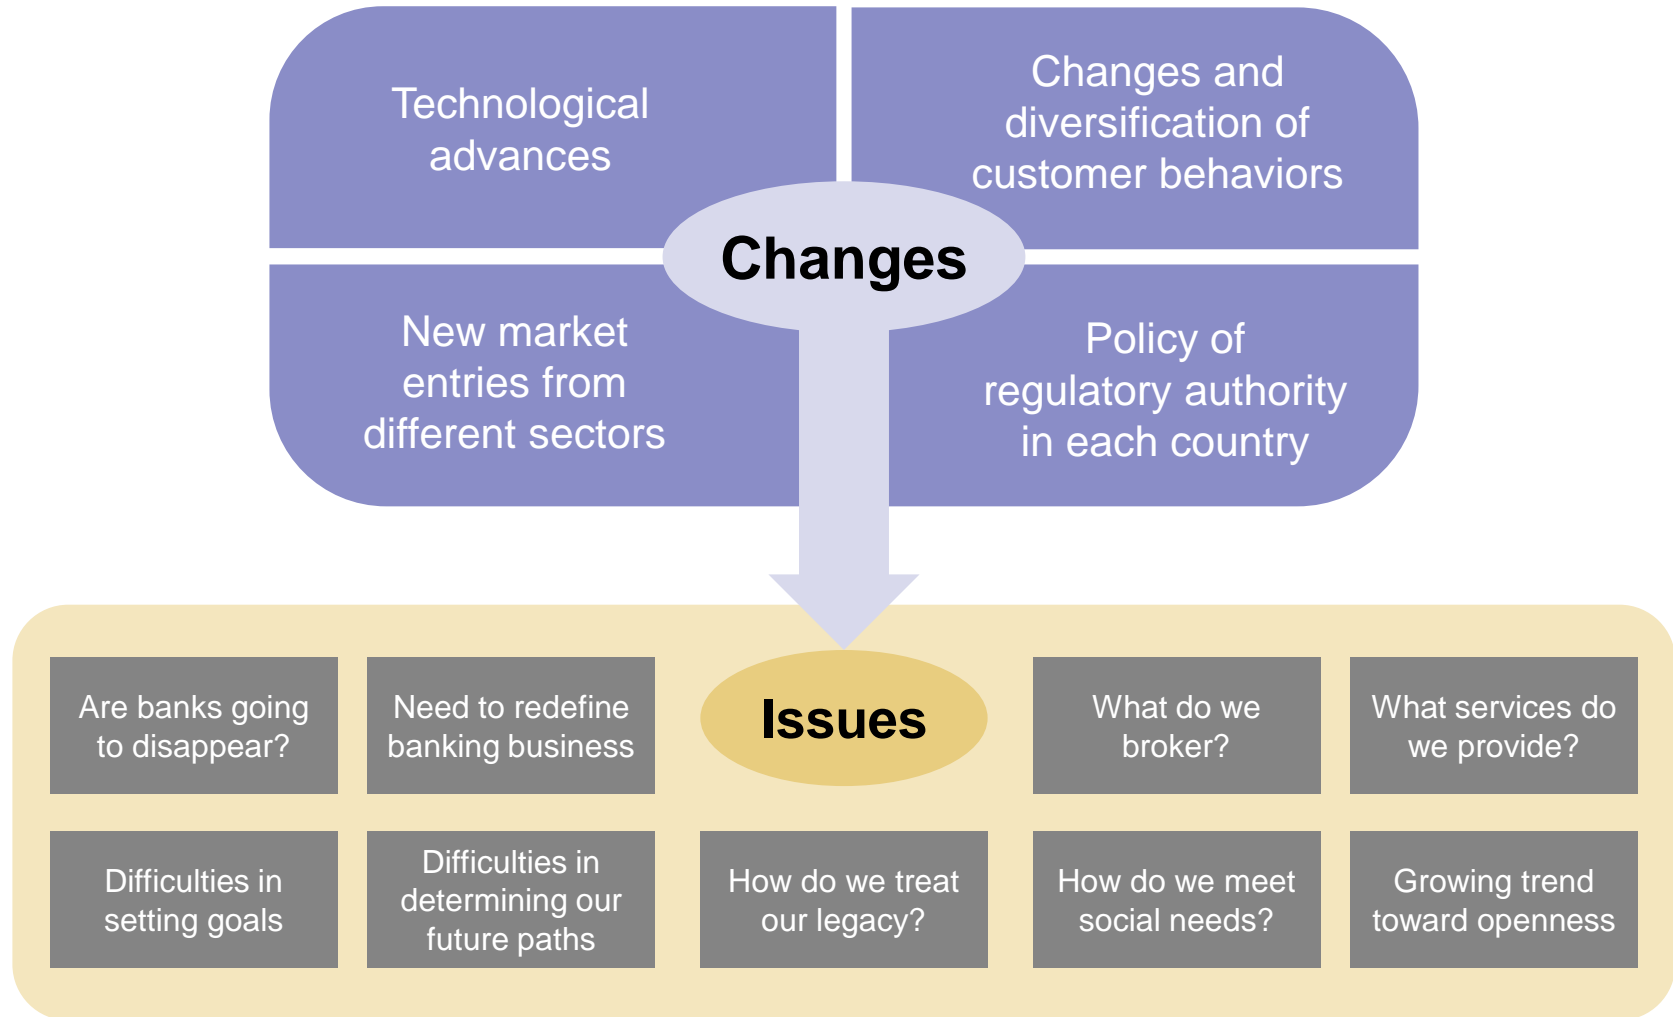 Technological
advances
Changes and
diversification of
customer behaviors
Changes
New market
entries from
different sectors
Policy of
regulatory authority
in each country
Are banks going
to disappear?
Need to redefine
banking business
Issues
What do we
broker?
What services do
we provide?
Difficulties in
setting goals
Difficulties in
determining our
future paths
How do we treat
our legacy?
How do we meet
social needs?
Growing trend
toward openness